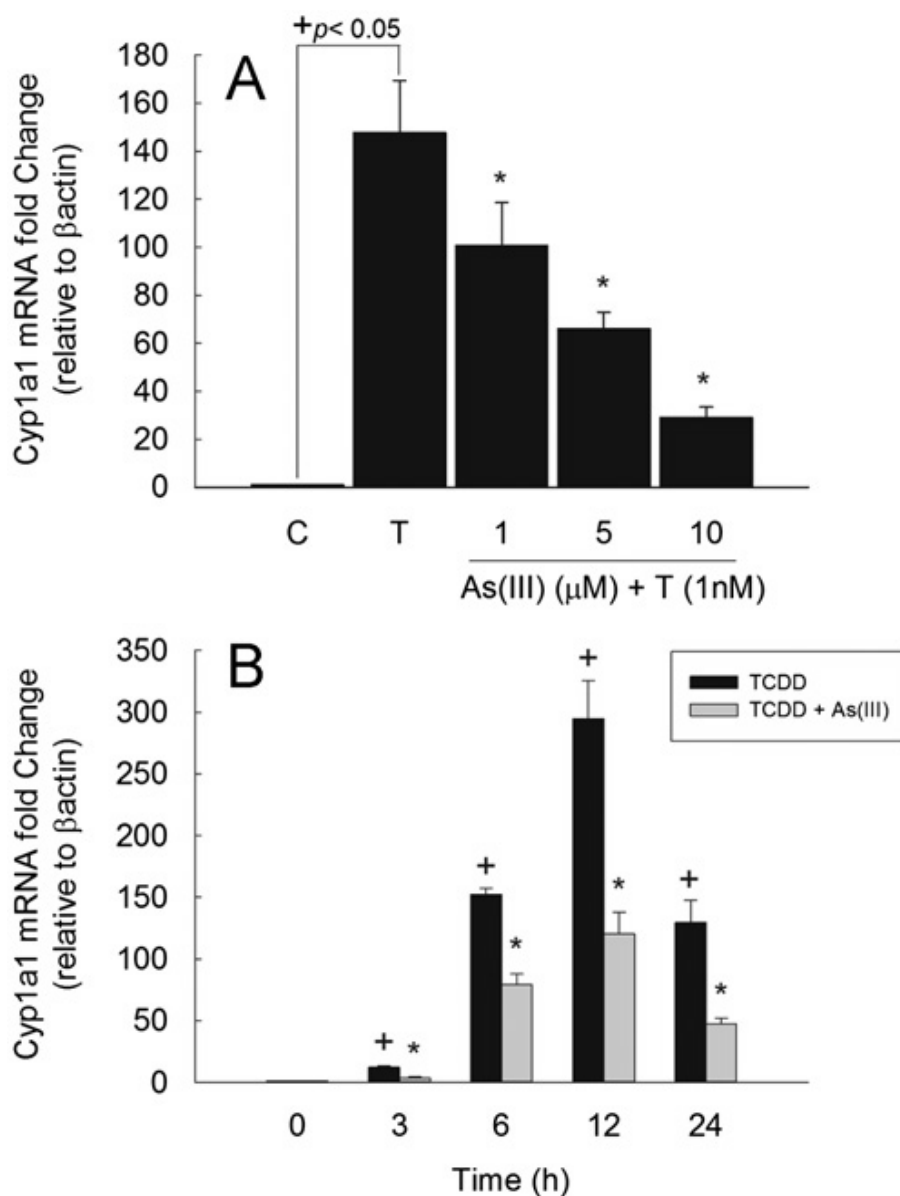 +p< 0.05
A
Cyp1a1 mRNA fold Change
(relative to βactin)
180
160
140
120
100
80
60
40
20
0
*
*
*
C T 1 5 10
As(III) (μM) + T (1nM)
B
Cyp1a1 mRNA fold Change
(relative to βactin)
350
300
250
200
150
100
50
0
TCDD
TCDD + As(III)
+ *
+ *
+ *
+ *
0 3 6 12 24
Time (h)